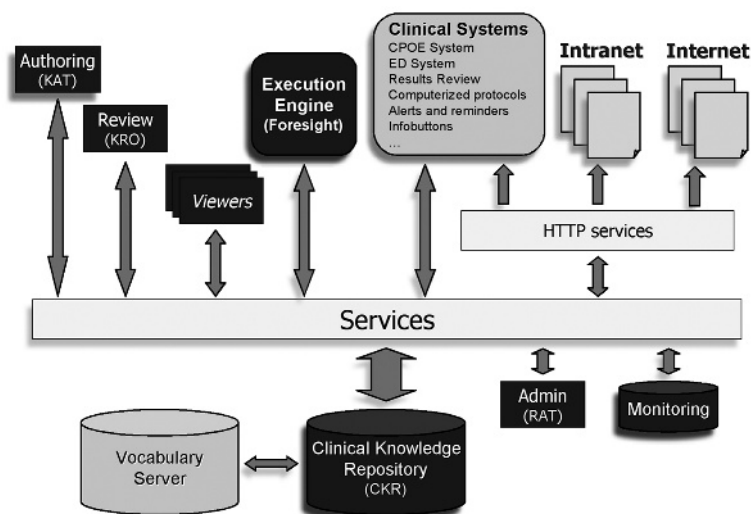 Authoring
(KAT)
Review
(KRO)
Viewers
Execution
Engine
(Foresight)
Clinical Systems
CPOE System
ED System
Results Review
Computerized protocols
Alerts and reminders
Infobuttons
...
Intranet
Internet
HTTP services
Services
Admin
(RAT)
Monitoring
Vocabulary
Server
Clinical Knowledge
Repository
(CKR)